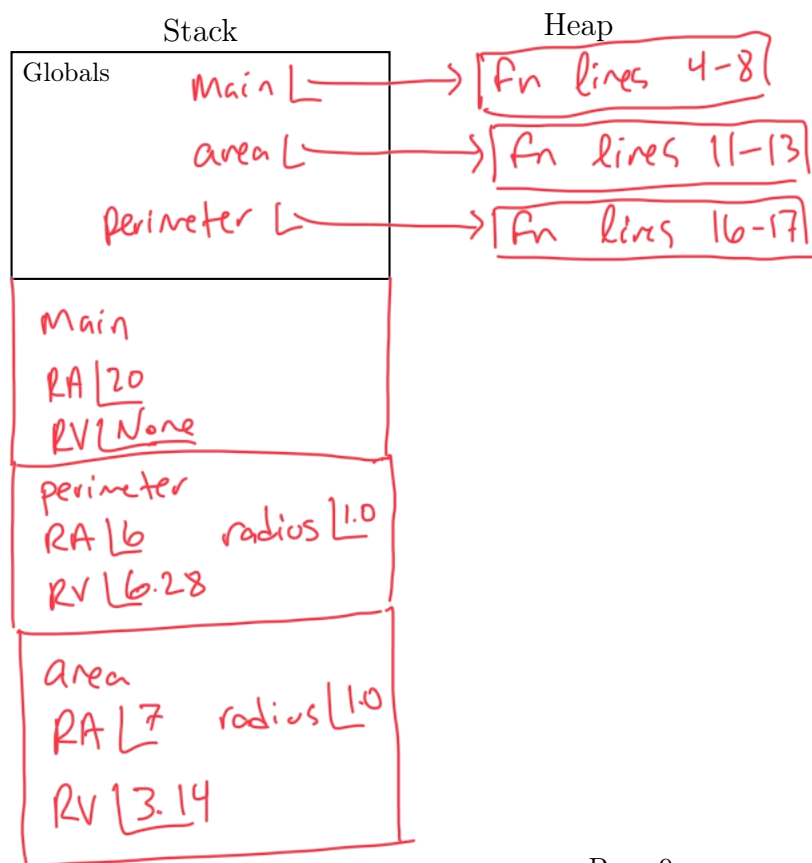 Stack Heap
Globals
Main fn lines 4-8
area fn lines 11-13
perimeter fn lines 16-17
Main
RA 20
RV None
perimeter
RA 6 radius 1.0
RV 6.28
area
RA 7 radius 1.0
RV 3.14